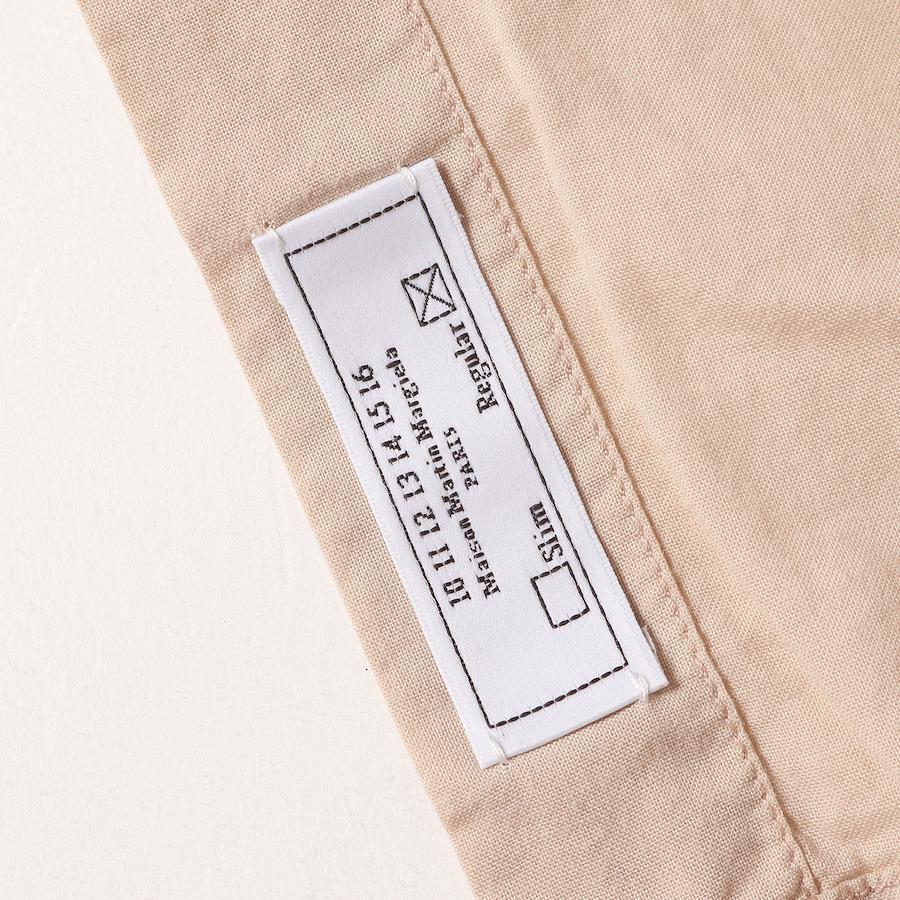 10 11 12 13 14 15 16
Maison Martin Margiela
PARIS
Slim
Regular